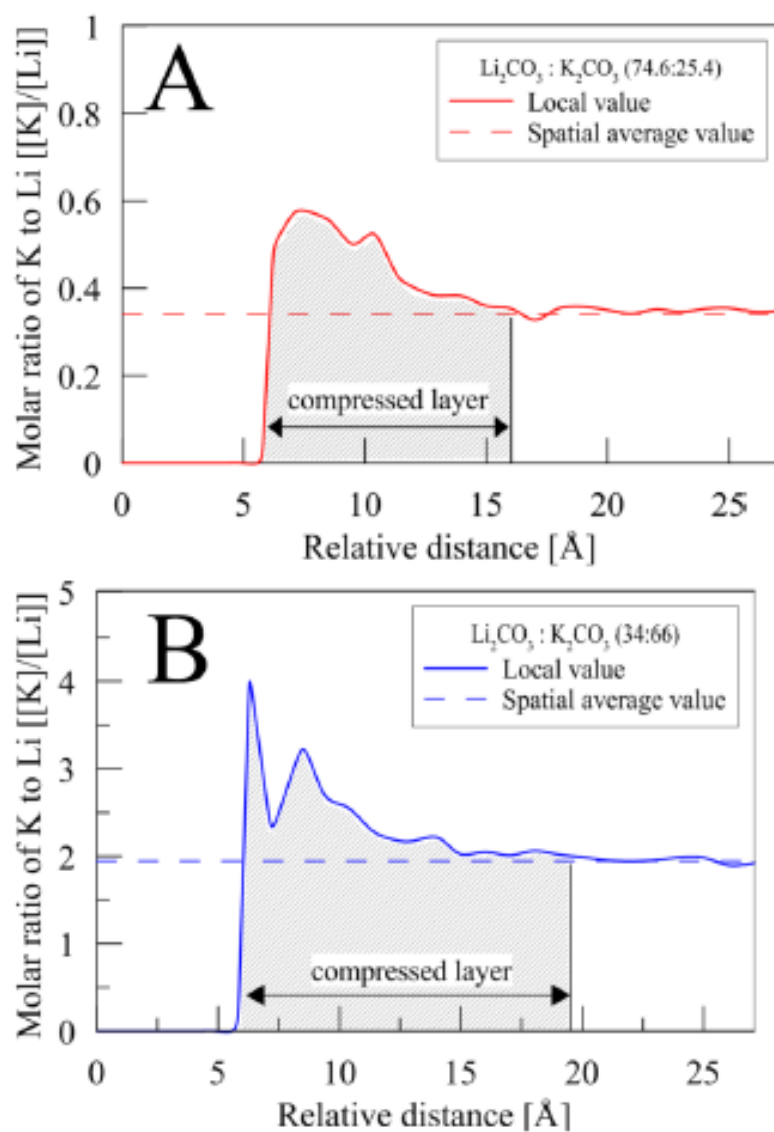 A
Li₂CO₃ : K₂CO₃ (74.6:25.4)
Local value
Spatial average value
Molar ratio of K to Li [[K]/[Li]]
1
0.8
0.6
0.4
0.2
0
compressed layer
0 5 10 15 20 25
Relative distance [Å]
B
Li₂CO₃ : K₂CO₃ (34:66)
Local value
Spatial average value
Molar ratio of K to Li [[K]/[Li]]
5
4
3
2
1
0
compressed layer
0 5 10 15 20 25
Relative distance [Å]